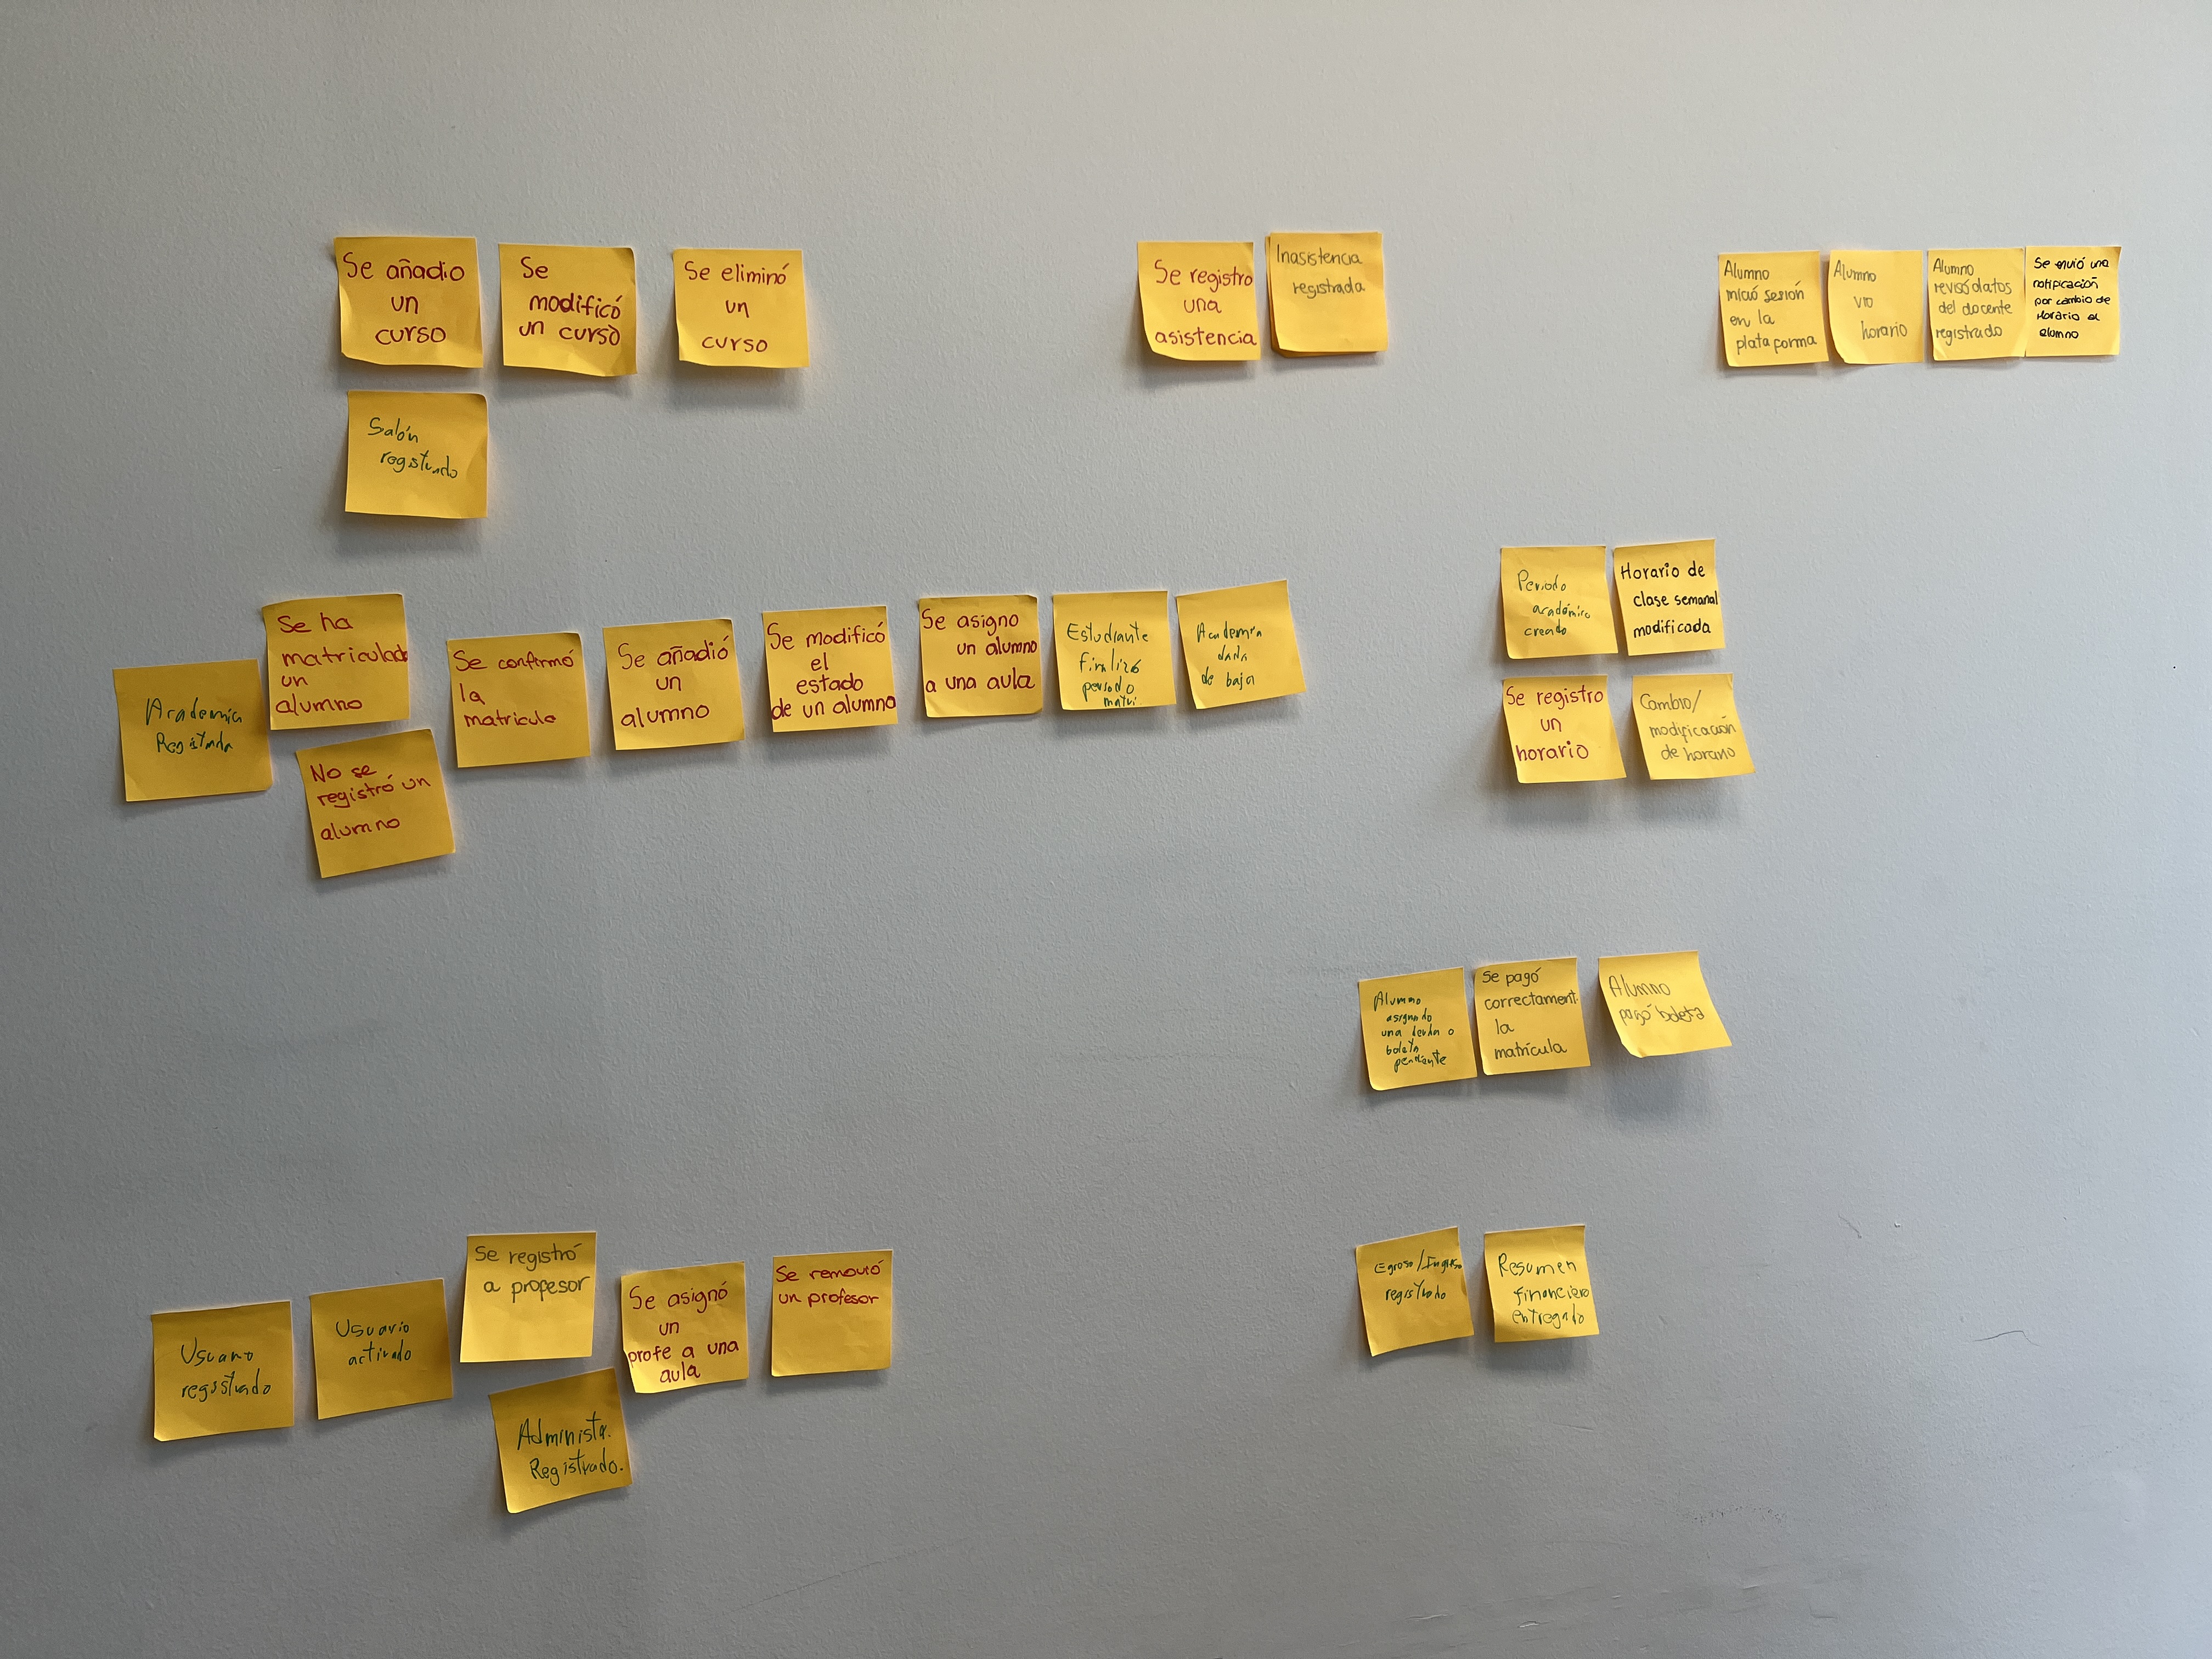 Se añadio
un
curso
Se
modificó
un curso
Se eliminó
un
curso
Salón
registrado
Se registro
una
asistencia
Inasistencia
registrada
Alumno
inició sesión
en la
plataforma
Alumno
vio
horario
Alumno
revisó datos
del docente
registrado
Se envió una
notificación
por cambio de
Horario al
alumno
Academia
Registrada
Se ha
matriculado
un
alumno
No se
registró un
alumno
Se confirmó
la
matricula
Se añadió
un
alumno
Se modificó
el
estado
de un alumno
Se asigno
un alumno
a una aula
Estudiante
finalizó
periodo
matri.
Academia
dada
de baja
Periodo
académico
creado
Horario de
clase semanal
modificada
Se registro
un
horario
Cambio/
modificación
de horario
Alumno
asignado
una deuda o
boleta
pendiente
Se pagó
correctament.
la
matrícula
Alumno
pagó boleta
Usuario
registrado
Usuario
activado
Se registró
a profesor
Administr.
Registrado.
Se asignó
un
profe a una
aula
Se removió
un profesor
Egreso/Ingreso
registrado
Resumen
financiero
entregado